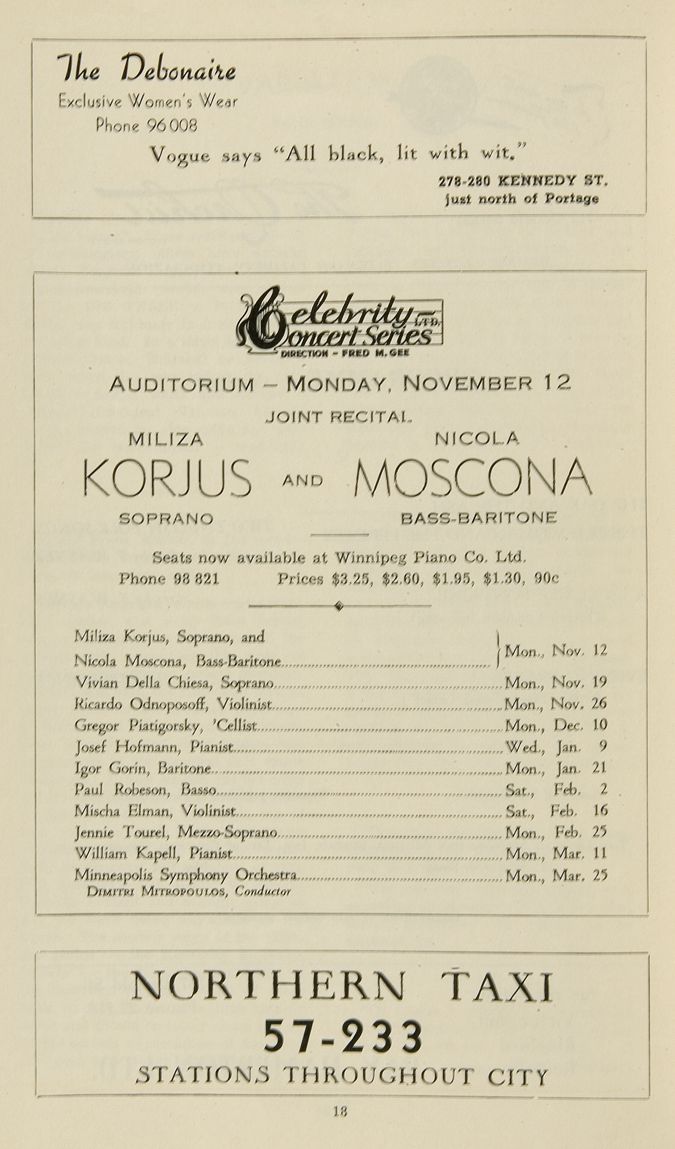 The Debonaire
Exclusive Women's Wear
Phone 96 008
Vogue says "All black, lit with wit."
278-280 KENNEDY ST.
just north of Portage
Celebrity
Concert Series LTD.
DIRECTION - FRED M. GEE
AUDITORIUM – MONDAY, NOVEMBER 12
JOINT RECITAL
MILIZA NICOLA
KORJUS AND MOSCONA
SOPRANO BASS-BARITONE
Seats now available at Winnipeg Piano Co. Ltd.
Phone 98 821 Prices $3.25, $2.60, $1.95, $1.30, 90c
Miliza Korjus, Soprano, and
Nicola Moscona, Bass-Baritone Mon., Nov. 12
Vivian Della Chiesa, Soprano Mon., Nov. 19
Ricardo Odnoposoff, Violinist Mon., Nov. 26
Gregor Piatigorsky, 'Cellist Mon., Dec. 10
Josef Hofmann, Pianist Wed., Jan. 9
Igor Gorin, Baritone Mon., Jan. 21
Paul Robeson, Basso Sat., Feb. 2
Mischa Elman, Violinist Sat., Feb. 16
Jennie Tourel, Mezzo-Soprano Mon., Feb. 25
William Kapell, Pianist Mon., Mar. 11
Minneapolis Symphony Orchestra Mon., Mar. 25
DIMITRI MITROPOULOS, Conductor
NORTHERN TAXI
57-233
STATIONS THROUGHOUT CITY
18